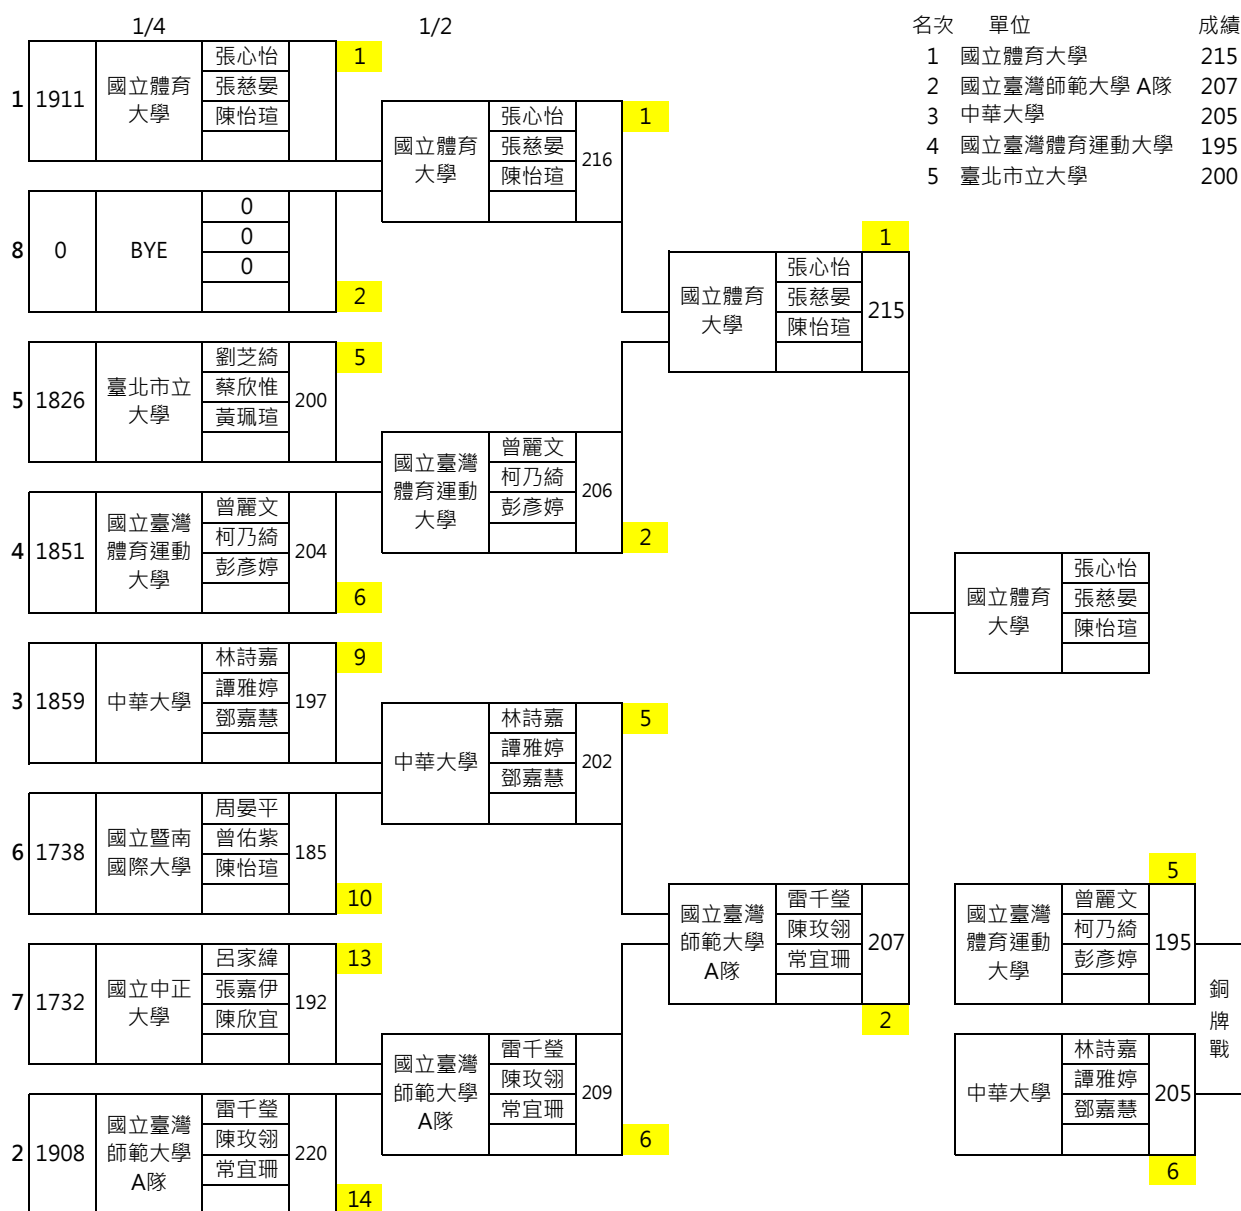 1/4
1/2
名次 單位 成績
1 國立體育大學 215
2 國立臺灣師範大學 A隊 207
3 中華大學 205
4 國立臺灣體育運動大學 195
5 臺北市立大學 200
1 1911
國立體育
大學
張心怡
張慈晏
陳怡瑄
1
8 0 BYE
0
0
0
2
5 1826
臺北市立
大學
劉芝綺
蔡欣惟
黃珮瑄
200
5
4 1851
國立臺灣
體育運動
大學
曾麗文
柯乃綺
彭彥婷
204
6
3 1859 中華大學
林詩嘉
譚雅婷
鄧嘉慧
197
9
6 1738
國立暨南
國際大學
周晏平
曾佑紫
陳怡瑄
185
10
7 1732
國立中正
大學
呂家緯
張嘉伊
陳欣宜
192
13
2 1908
國立臺灣
師範大學
A隊
雷千瑩
陳玫翎
常宜珊
220
14
國立體育
大學
張心怡
張慈晏
陳怡瑄
216
1
國立臺灣
體育運動
大學
曾麗文
柯乃綺
彭彥婷
206
2
中華大學
林詩嘉
譚雅婷
鄧嘉慧
202
5
國立臺灣
師範大學
A隊
雷千瑩
陳玫翎
常宜珊
209
6
1
國立體育
大學
張心怡
張慈晏
陳怡瑄
215
國立臺灣
師範大學
A隊
雷千瑩
陳玫翎
常宜珊
207
2
國立體育
大學
張心怡
張慈晏
陳怡瑄
5
國立臺灣
體育運動
大學
曾麗文
柯乃綺
彭彥婷
195
銅
牌
戰
中華大學
林詩嘉
譚雅婷
鄧嘉慧
205
6